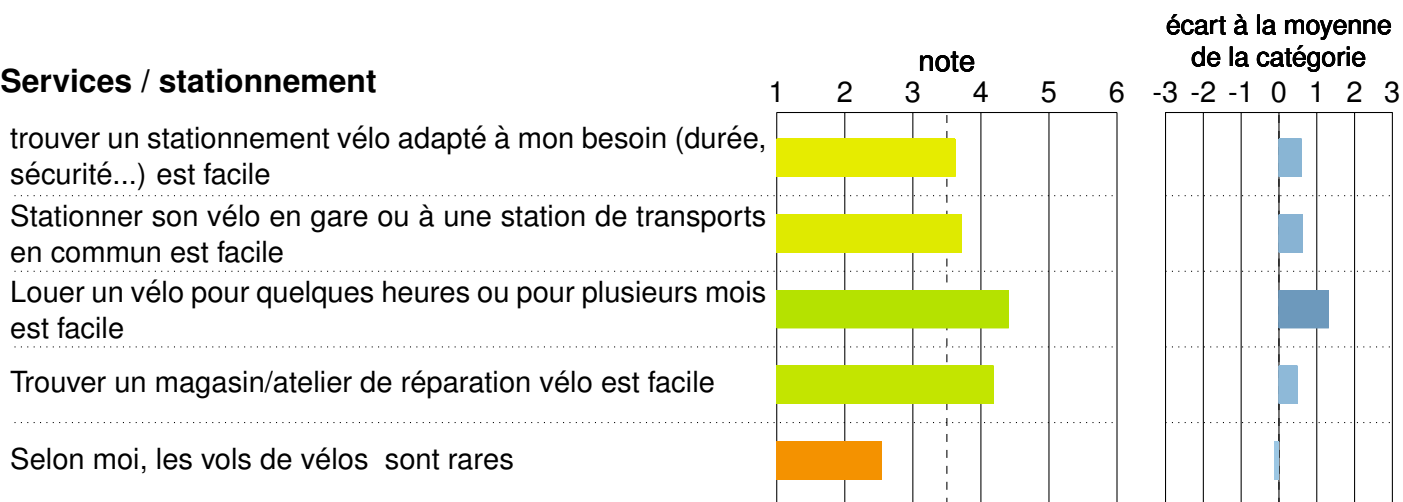 écart à la moyenne
note de la catégorie
Services / stationnement
1 2 3 4 5 6 -3 -2 -1 0 1 2 3
trouver un stationnement vélo adapté à mon besoin (durée,
sécurité...) est facile
Stationner son vélo en gare ou à une station de transports
en commun est facile
Louer un vélo pour quelques heures ou pour plusieurs mois
est facile
Trouver un magasin/atelier de réparation vélo est facile
Selon moi, les vols de vélos sont rares